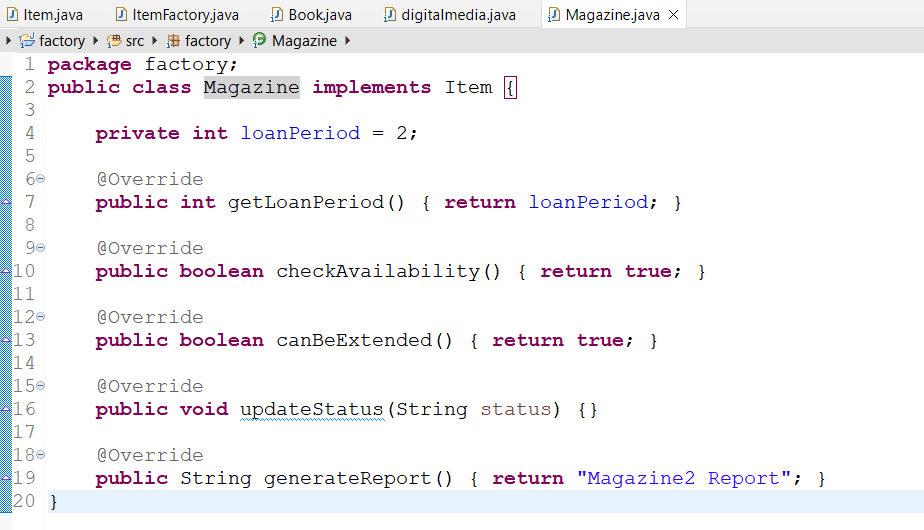 Item.java ItemFactory.java Book.java digitalmedia.java Magazine.java
factory src factory Magazine
1 package factory;
2 public class Magazine implements Item {
3
4 private int loanPeriod = 2;
5
6 @Override
7 public int getLoanPeriod() { return loanPeriod; }
8
9 @Override
10 public boolean checkAvailability() { return true; }
11
12 @Override
13 public boolean canBeExtended() { return true; }
14
15 @Override
16 public void updateStatus(String status) {}
17
18 @Override
19 public String generateReport() { return "Magazine2 Report"; }
20 }